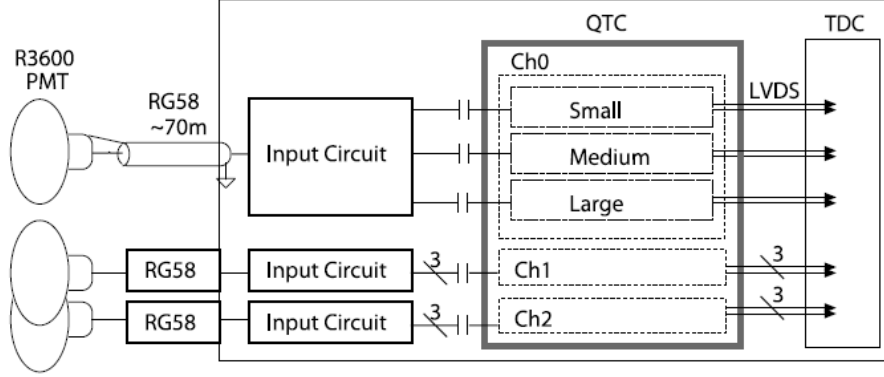 QTC
TDC
R3600
PMT
RG58
~70m
Ch0
LVDS
Input Circuit
Small
Medium
Large
RG58
Input Circuit
3
Ch1
3
RG58
Input Circuit
3
Ch2
3